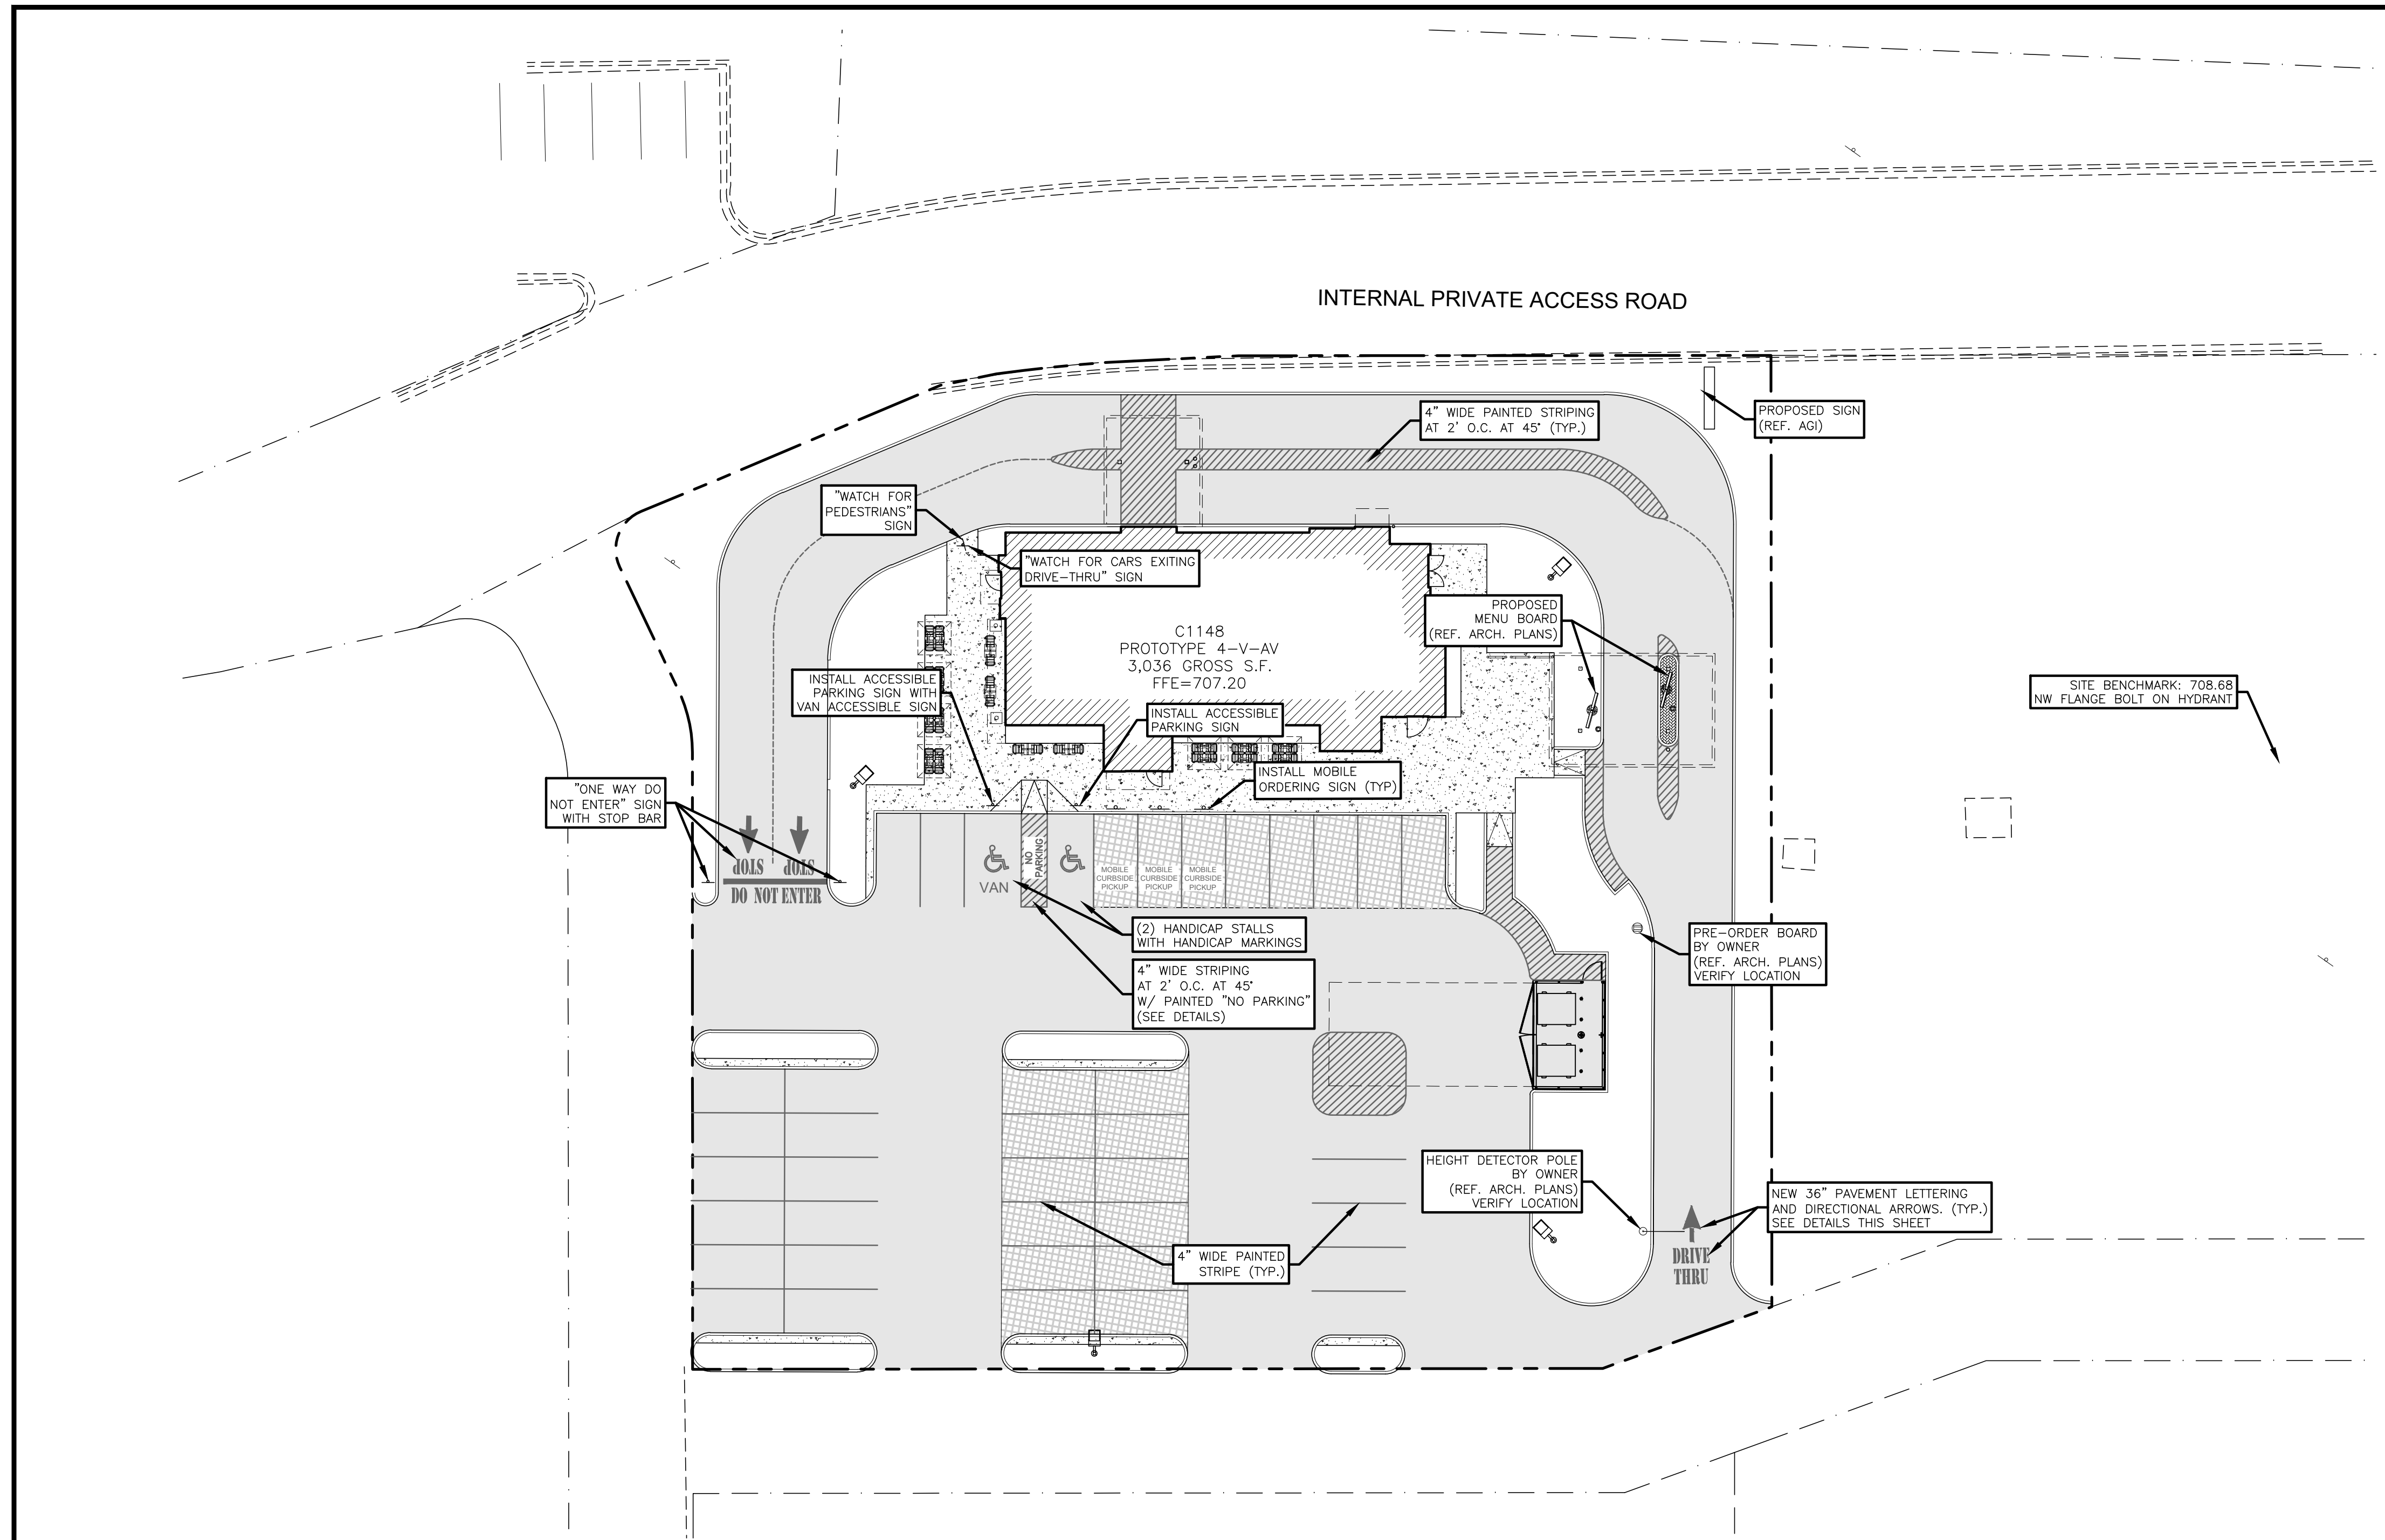 INTERNAL PRIVATE ACCESS ROAD
4" WIDE PAINTED STRIPING
AT 2' O.C. AT 45° (TYP.)
PROPOSED SIGN
(REF. AGI)
"WATCH FOR
PEDESTRIANS"
SIGN
"WATCH FOR CARS EXITING
DRIVE-THRU" SIGN
PROPOSED
MENU BOARD
(REF. ARCH. PLANS)
C1148
PROTOTYPE 4-V-AV
3,036 GROSS S.F.
FFE=707.20
INSTALL ACCESSIBLE
PARKING SIGN WITH
VAN ACCESSIBLE SIGN
INSTALL ACCESSIBLE
PARKING SIGN
SITE BENCHMARK: 708.68
NW FLANGE BOLT ON HYDRANT
INSTALL MOBILE
ORDERING SIGN (TYP)
"ONE WAY DO
NOT ENTER" SIGN
WITH STOP BAR
STOP STOP
DO NOT ENTER
VAN
NO
PARKING
MOBILE
CURBSIDE
PICKUP
MOBILE
CURBSIDE
PICKUP
MOBILE
CURBSIDE
PICKUP
(2) HANDICAP STALLS
WITH HANDICAP MARKINGS
4" WIDE STRIPING
AT 2' O.C. AT 45°
W/ PAINTED "NO PARKING"
(SEE DETAILS)
PRE-ORDER BOARD
BY OWNER
(REF. ARCH. PLANS)
VERIFY LOCATION
HEIGHT DETECTOR POLE
BY OWNER
(REF. ARCH. PLANS)
VERIFY LOCATION
NEW 36" PAVEMENT LETTERING
AND DIRECTIONAL ARROWS. (TYP.)
SEE DETAILS THIS SHEET
4" WIDE PAINTED
STRIPE (TYP.)
DRIVE
THRU